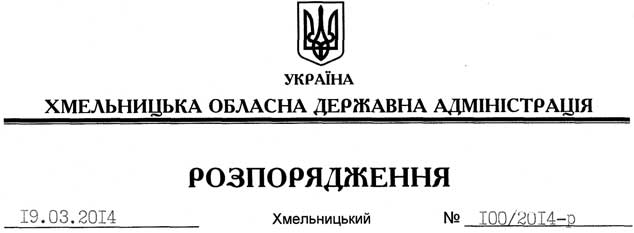 УКРАЇНА
ХМЕЛЬНИЦЬКА ОБЛАСНА ДЕРЖАВНА АДМІНІСТРАЦІЯ
РОЗПОРЯДЖЕННЯ
19.03.2014 Хмельницький № 100/2014-р